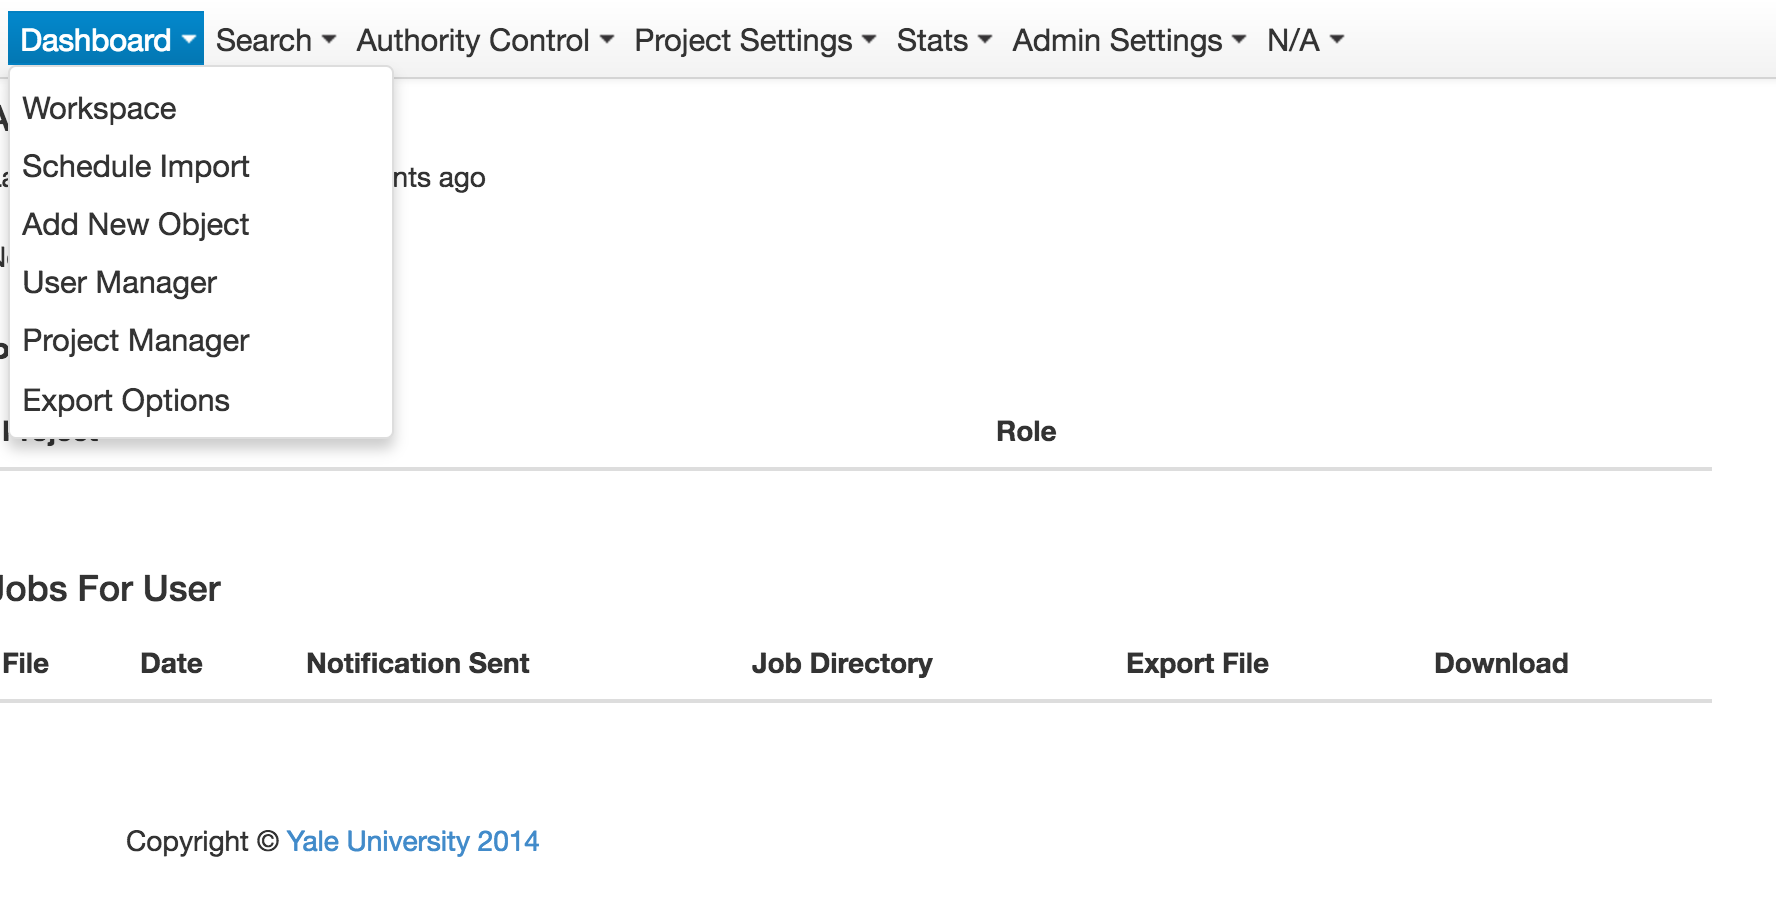 Dashboard Search Authority Control Project Settings Stats Admin Settings N/A
Workspace
Schedule Import
nts ago
Add New Object
User Manager
Project Manager
Export Options
Project Role
Jobs For User
File Date Notification Sent Job Directory Export File Download
Copyright © Yale University 2014